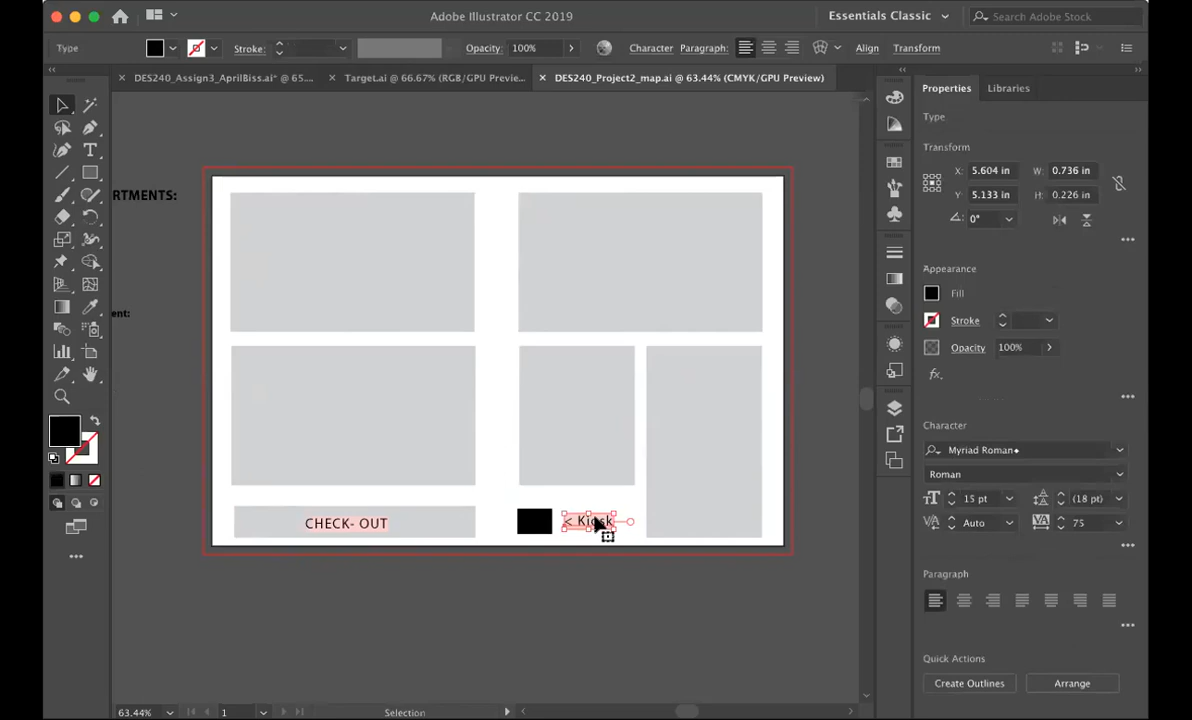 Adobe Illustrator CC 2019
Essentials Classic
Search Adobe Stock
Type
Stroke:
Opacity:
100%
Character
Paragraph:
Align
Transform
DES240_Assign3_AprilBiss.ai* @ 65....
Target.ai @ 66.67% (RGB/GPU Previe...
DES240_Project2_map.ai @ 63.44% (CMYK/GPU Preview)
Properties
Libraries
Type
Transform
X:
5.604 in
W:
0.736 in
Y:
5.133 in
H:
0.226 in
0°
RTMENTS:
ent:
CHECK- OUT
< Kiosk
Appearance
Fill
Stroke
Opacity
100%
fx.
Character
Myriad Roman
Roman
15 pt
(18 pt)
Auto
75
Paragraph
Quick Actions
Create Outlines
Arrange
63.44%
1
Selection